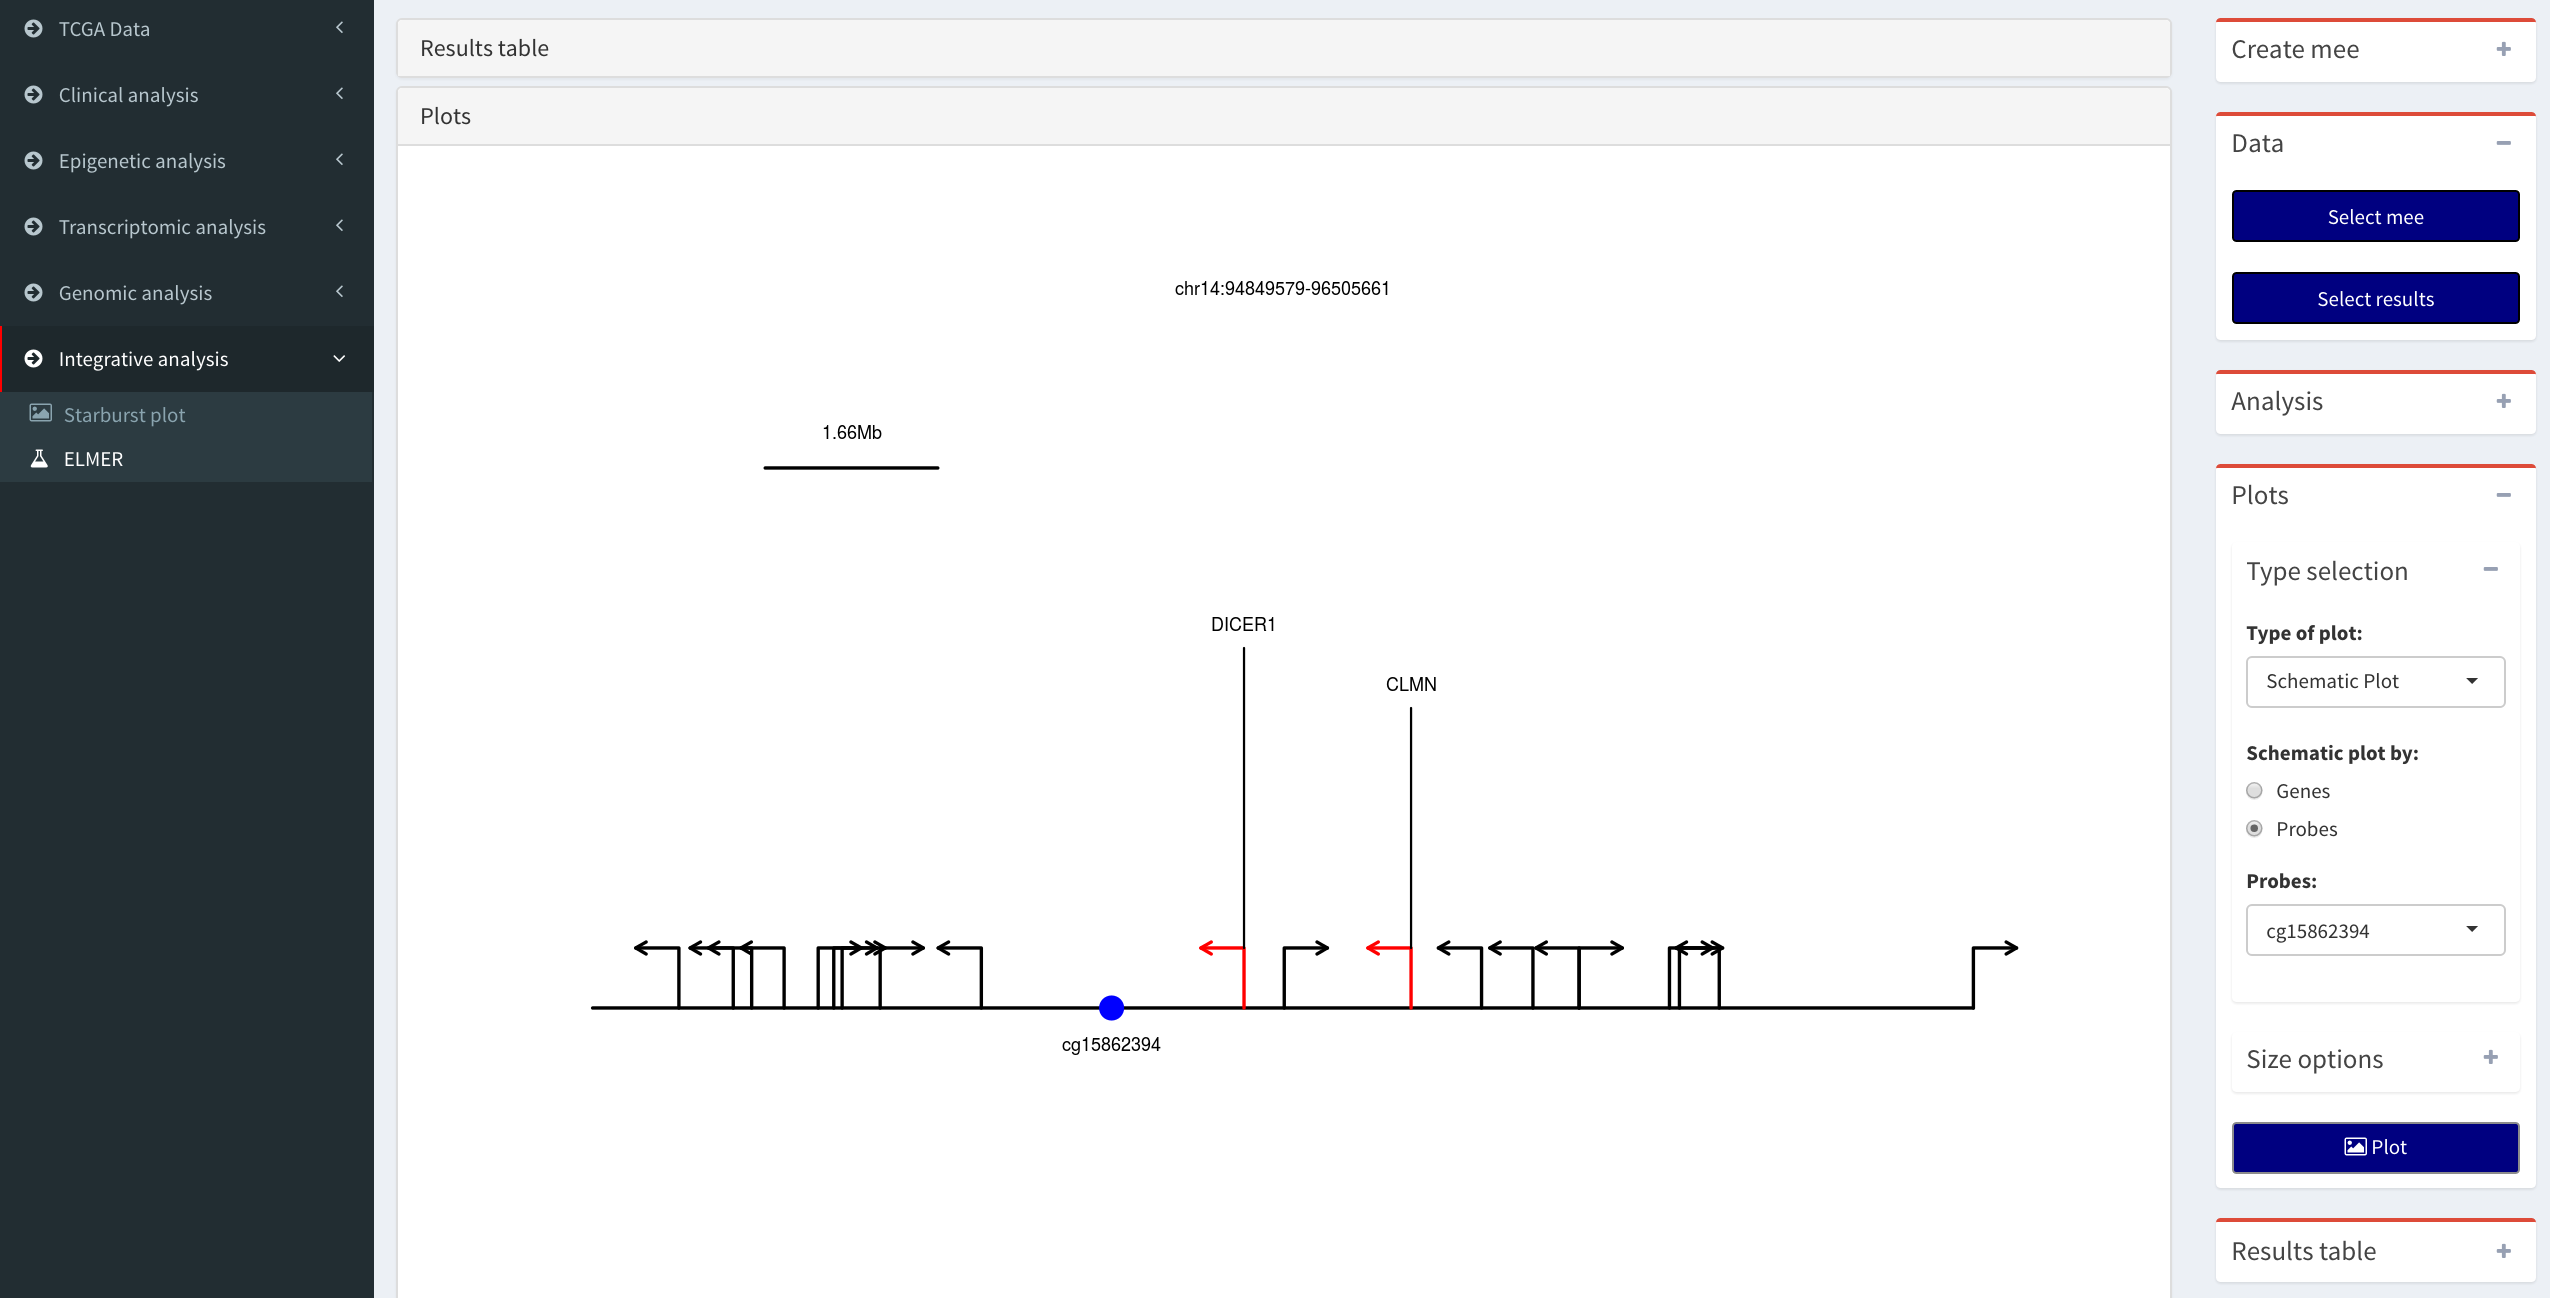 TCGA Data
Clinical analysis
Epigenetic analysis
Transcriptomic analysis
Genomic analysis
Integrative analysis
Starburst plot
ELMER
Results table
Plots
chr14:94849579-96505661
1.66Mb
DICER1
CLMN
cg15862394
Create mee
Data
Select mee
Select results
Analysis
Plots
Type selection
Type of plot:
Schematic Plot
Schematic plot by:
Genes
Probes
Probes:
cg15862394
Size options
Plot
Results table